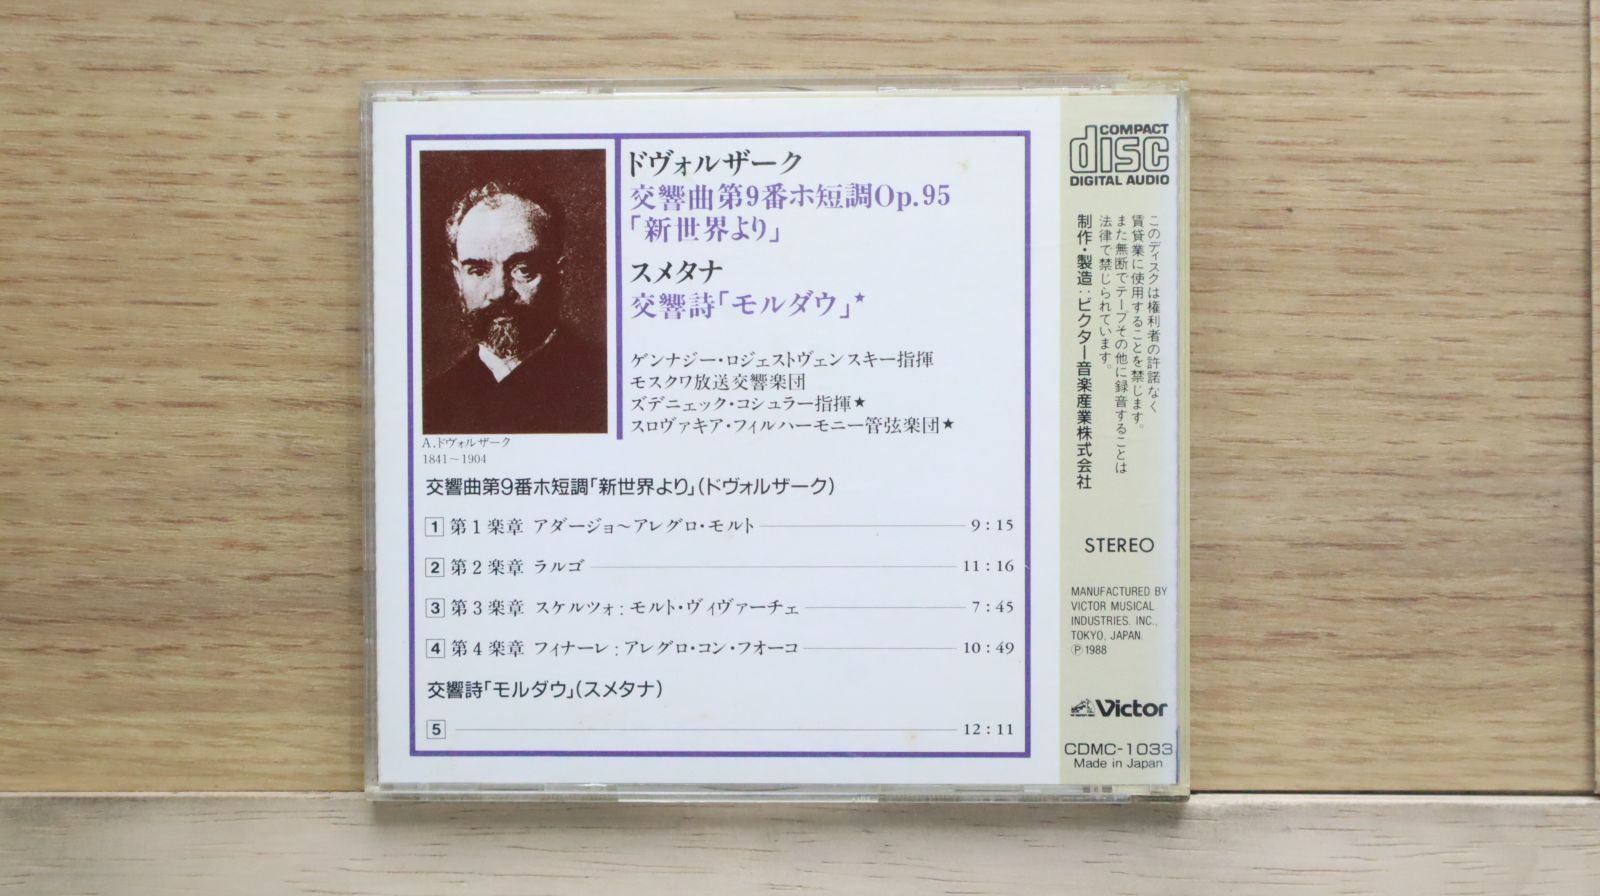 ドヴォルザーク
交響曲第9番ホ短調Op.95
「新世界より」
スメタナ
交響詩「モルダウ」★
ゲンナジー・ロジェストヴェンスキー指揮
モスクワ放送交響楽団
ズデニェック・コシュラー指揮★
スロヴァキア・フィルハーモニー管弦楽団★
A.ドヴォルザーク
1841〜1904
交響曲第9番ホ短調「新世界より」(ドヴォルザーク)
1 第1楽章 アダージョ〜アレグロ・モルト 9:15
2 第2楽章 ラルゴ 11:16
3 第3楽章 スケルツォ:モルト・ヴィヴァーチェ 7:45
4 第4楽章 フィナーレ:アレグロ・コン・フオーコ 10:49
交響詩「モルダウ」(スメタナ)
5 12:11
COMPACT
disc
DIGITAL AUDIO
このディスクは権利者の許諾なく
賃貸業に使用することを禁じます。
また無断でテープその他に録音することは
法律で禁じられています。
制作・製造:ビクター音楽産業株式会社
STEREO
MANUFACTURED BY
VICTOR MUSICAL
INDUSTRIES. INC.,
TOKYO, JAPAN
Ⓟ1988
Victor
CDMC-1033
Made in Japan